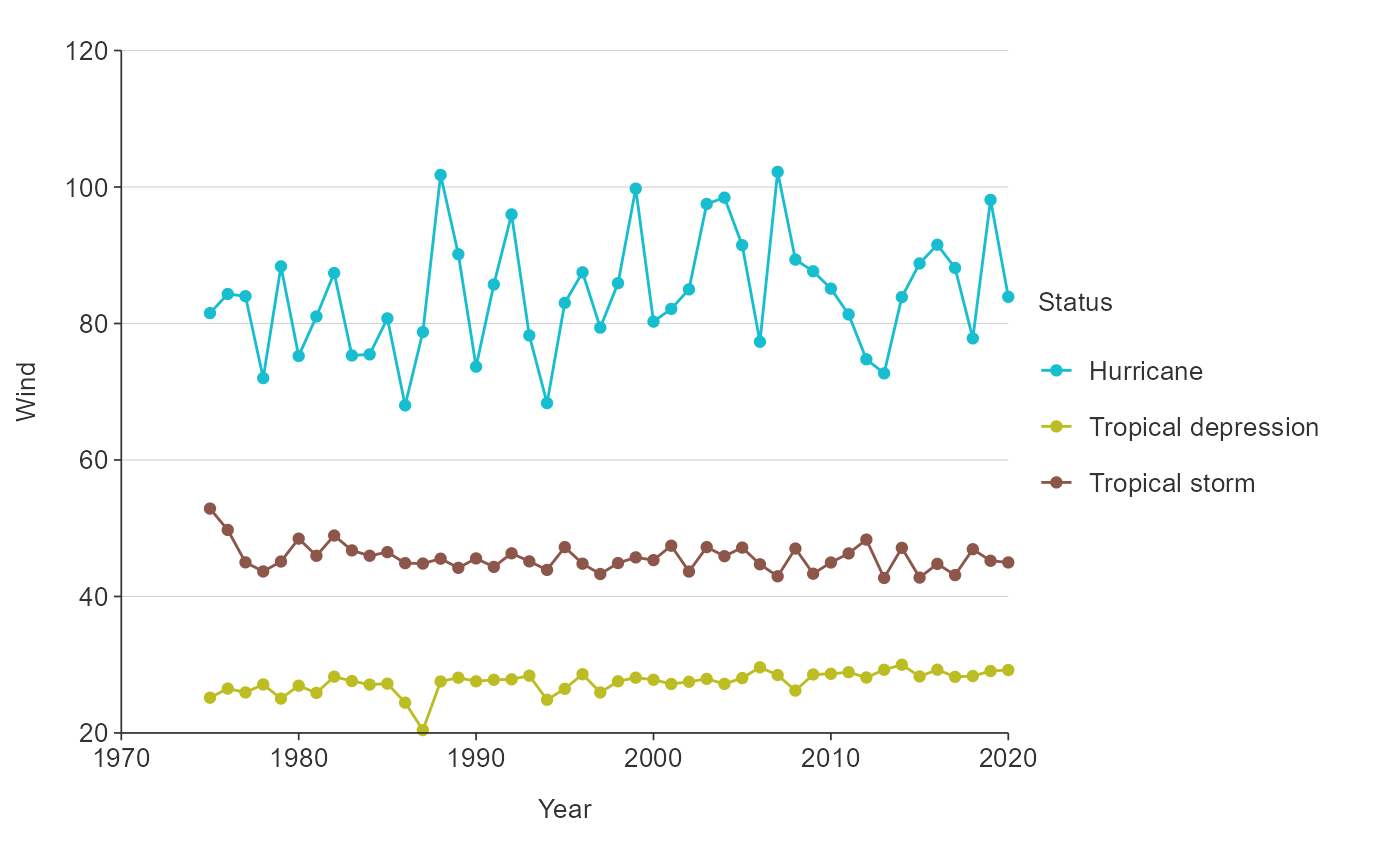 120
100
80
60
40
20
Wind
1970 1980 1990 2000 2010 2020
Year
Status
Hurricane
Tropical depression
Tropical storm